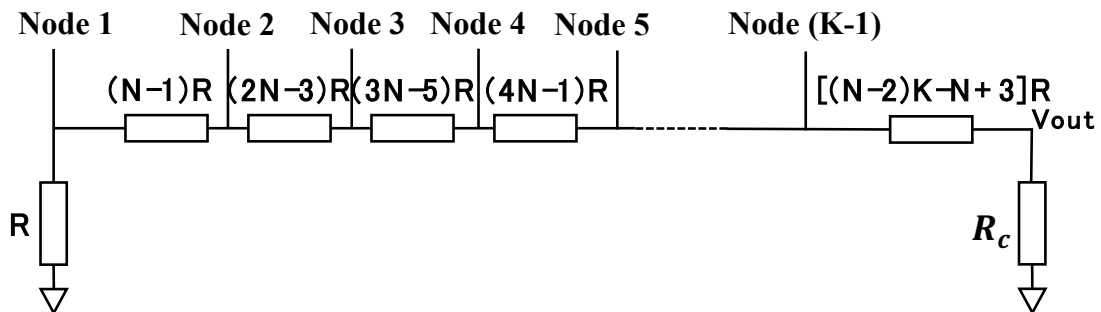 Node 1 Node 2 Node 3 Node 4 Node 5 Node (K-1)
(N-1)R (2N-3)R (3N-5)R (4N-1)R [(N-2)K-N+3]R
Vout
R R_c